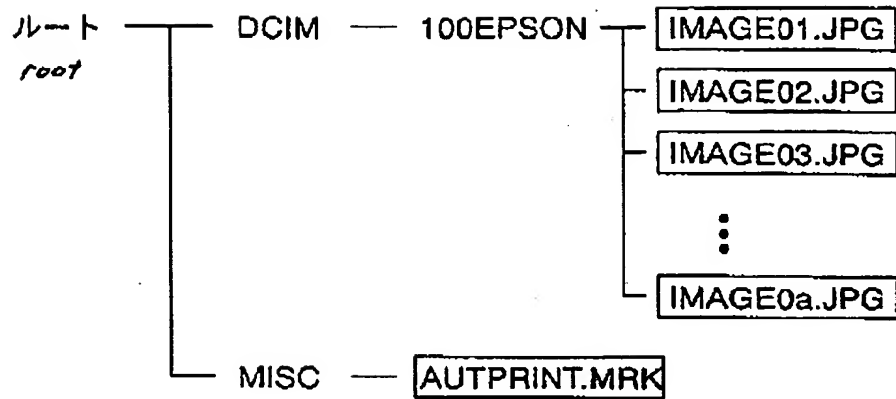 ルート DCIM 100EPSON IMAGE01.JPG
root
IMAGE02.JPG
IMAGE03.JPG
IMAGE0a.JPG
MISC AUTPRINT.MRK